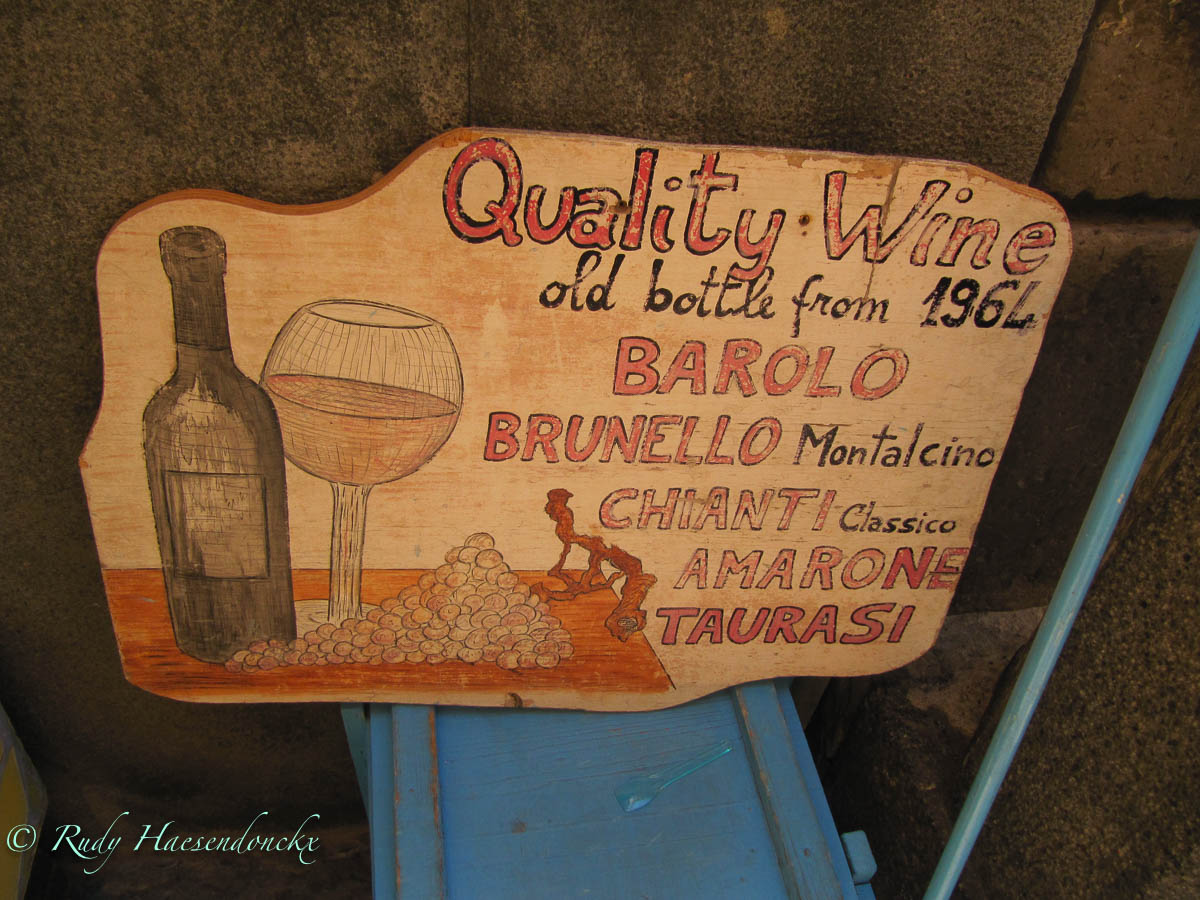 Quality Wine
old bottle from 1964
BAROLO
BRUNELLO Montalcino
CHIANTI Classico
AMARONE
TAURASI
© Rudy Haesendonckx